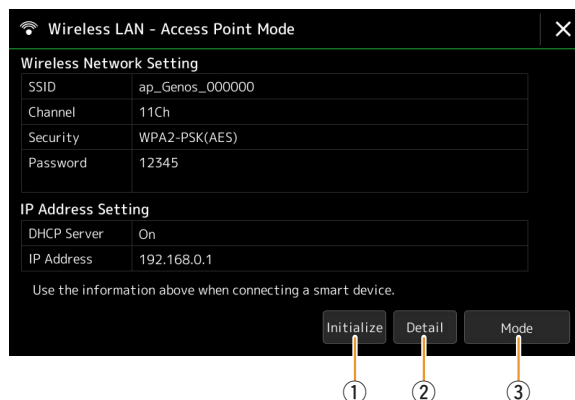 Wireless LAN - Access Point Mode
Wireless Network Setting
SSID ap_Genos_000000
Channel 11Ch
Security WPA2-PSK(AES)
Password 12345
IP Address Setting
DHCP Server On
IP Address 192.168.0.1
Use the information above when connecting a smart device.
Initialize Detail Mode
① ② ③